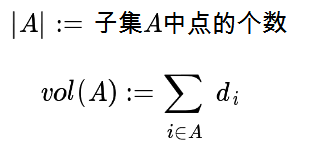 |A| := 子集A中点的个数
vol(A) := ∑_{i∈A} d_i